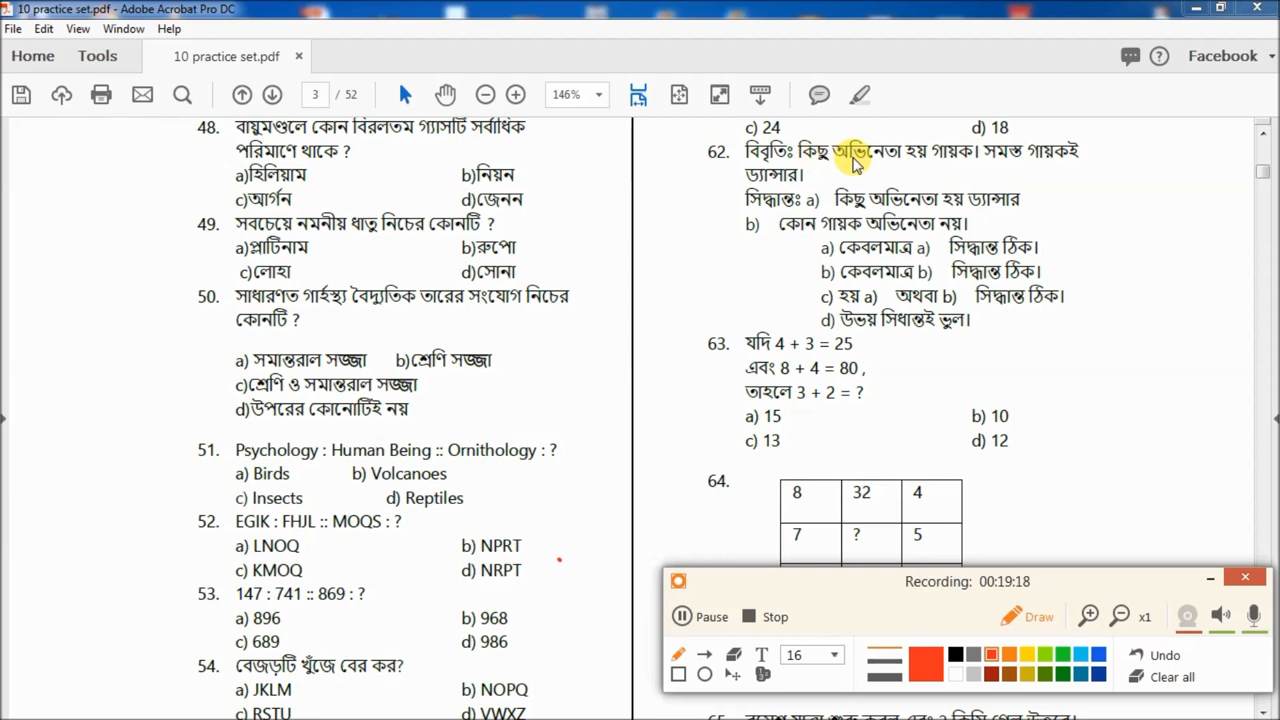 10 practice set.pdf - Adobe Acrobat Pro DC
File Edit View Window Help
Home Tools 10 practice set.pdf × Facebook
3 / 52 146%
48. বায়ুমণ্ডলে কোন বিরলতম গ্যাসটি সর্বাধিক
পরিমাণে থাকে ?
a)হিলিয়াম b)নিয়ন
c)আর্গন d)জেনন
49. সবচেয়ে নমনীয় ধাতু নিচের কোনটি ?
a)প্লাটিনাম b)রুপো
c)লোহা d)সোনা
50. সাধারণত গার্হস্থ্য বৈদ্যুতিক তারের সংযোগ নিচের
কোনটি ?
a) সমান্তরাল সজ্জা b)শ্রেণি সজ্জা
c)শ্রেণি ও সমান্তরাল সজ্জা
d)উপরের কোনোটিই নয়
51. Psychology : Human Being :: Ornithology : ?
a) Birds b) Volcanoes
c) Insects d) Reptiles
52. EGIK : FHJL :: MOQS : ?
a) LNOQ b) NPRT
c) KMOQ d) NRPT
53. 147 : 741 :: 869 : ?
a) 896 b) 968
c) 689 d) 986
54. বেজড়টি খুঁজে বের কর?
a) JKLM b) NOPQ
c) RSTU d) VWXZ
c) 24 d) 18
62. বিবৃতিঃ কিছু অভিনেতা হয় গায়ক। সমস্ত গায়কই
ড্যান্সার।
সিদ্ধান্তঃ a) কিছু অভিনেতা হয় ড্যান্সার
b) কোন গায়ক অভিনেতা নয়।
a) কেবলমাত্র a) সিদ্ধান্ত ঠিক।
b) কেবলমাত্র b) সিদ্ধান্ত ঠিক।
c) হয় a) অথবা b) সিদ্ধান্ত ঠিক।
d) উভয় সিধান্তই ভুল।
63. যদি 4 + 3 = 25
এবং 8 + 4 = 80 ,
তাহলে 3 + 2 = ?
a) 15 b) 10
c) 13 d) 12
64. 8 32 4
7 ? 5
Recording: 00:19:18
Pause Stop Draw x1
T 16 Undo
Clear all